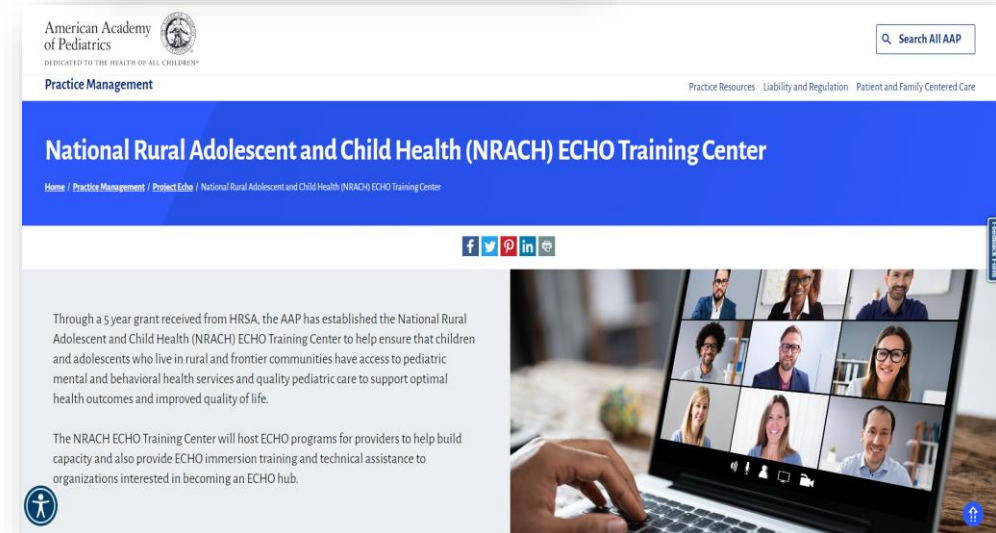 American Academy
of Pediatrics
DEDICATED TO THE HEALTH OF ALL CHILDREN®
Search All AAP
Practice Management
Practice Resources Liability and Regulation Patient and Family Centered Care
National Rural Adolescent and Child Health (NRACH) ECHO Training Center
Home / Practice Management / Project Echo / National Rural Adolescent and Child Health (NRACH) ECHO Training Center
Feedback Form
Through a 5 year grant received from HRSA, the AAP has established the National Rural
Adolescent and Child Health (NRACH) ECHO Training Center to help ensure that children
and adolescents who live in rural and frontier communities have access to pediatric
mental and behavioral health services and quality pediatric care to support optimal
health outcomes and improved quality of life.
The NRACH ECHO Training Center will host ECHO programs for providers to help build
capacity and also provide ECHO immersion training and technical assistance to
organizations interested in becoming an ECHO hub.